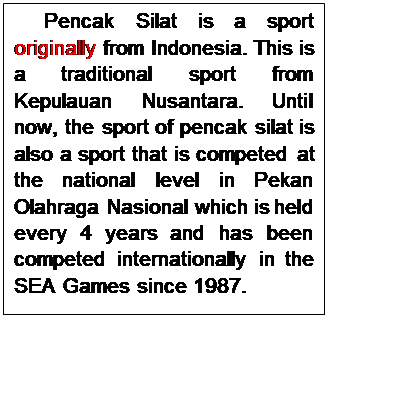 Pencak Silat is a sport
originally from Indonesia. This is
a traditional sport from
Kepulauan Nusantara. Until
now, the sport of pencak silat is
also a sport that is competed at
the national level in Pekan
Olahraga Nasional which is held
every 4 years and has been
competed internationally in the
SEA Games since 1987.